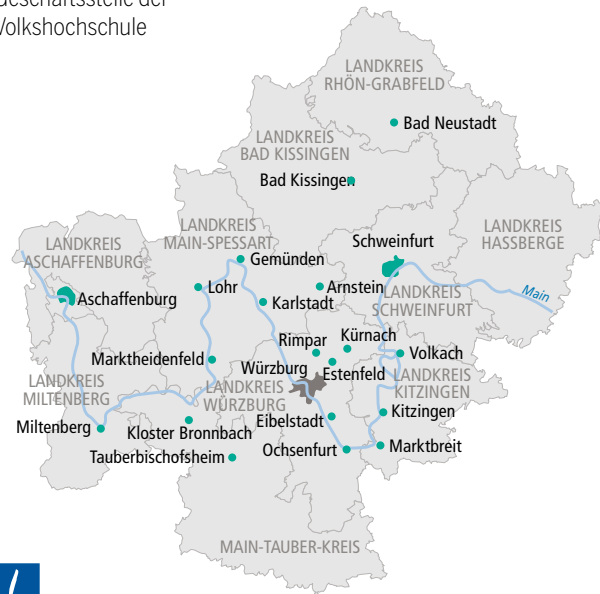 Geschäftsstelle der
Volkshochschule
LANDKREIS
RHÖN-GRABFELD
Bad Neustadt
LANDKREIS
BAD KISSINGEN
Bad Kissingen
LANDKREIS
MAIN-SPESSART
LANDKREIS
HASSBERGE
LANDKREIS
ASCHAFFENBURG
Schweinfurt
Gemünden
Lohr
Arnstein
LANDKREIS
SCHWEINFURT
Main
Aschaffenburg
Karlstadt
Rimpar
Kürnach
Marktheidenfeld
Würzburg
Estenfeld
Volkach
LANDKREIS
MILTENBERG
LANDKREIS
WÜRZBURG
LANDKREIS
KITZINGEN
Miltenberg
Kloster Bronnbach
Eibelstadt
Kitzingen
Tauberbischofsheim
Ochsenfurt
Marktbreit
MAIN-TAUBER-KREIS